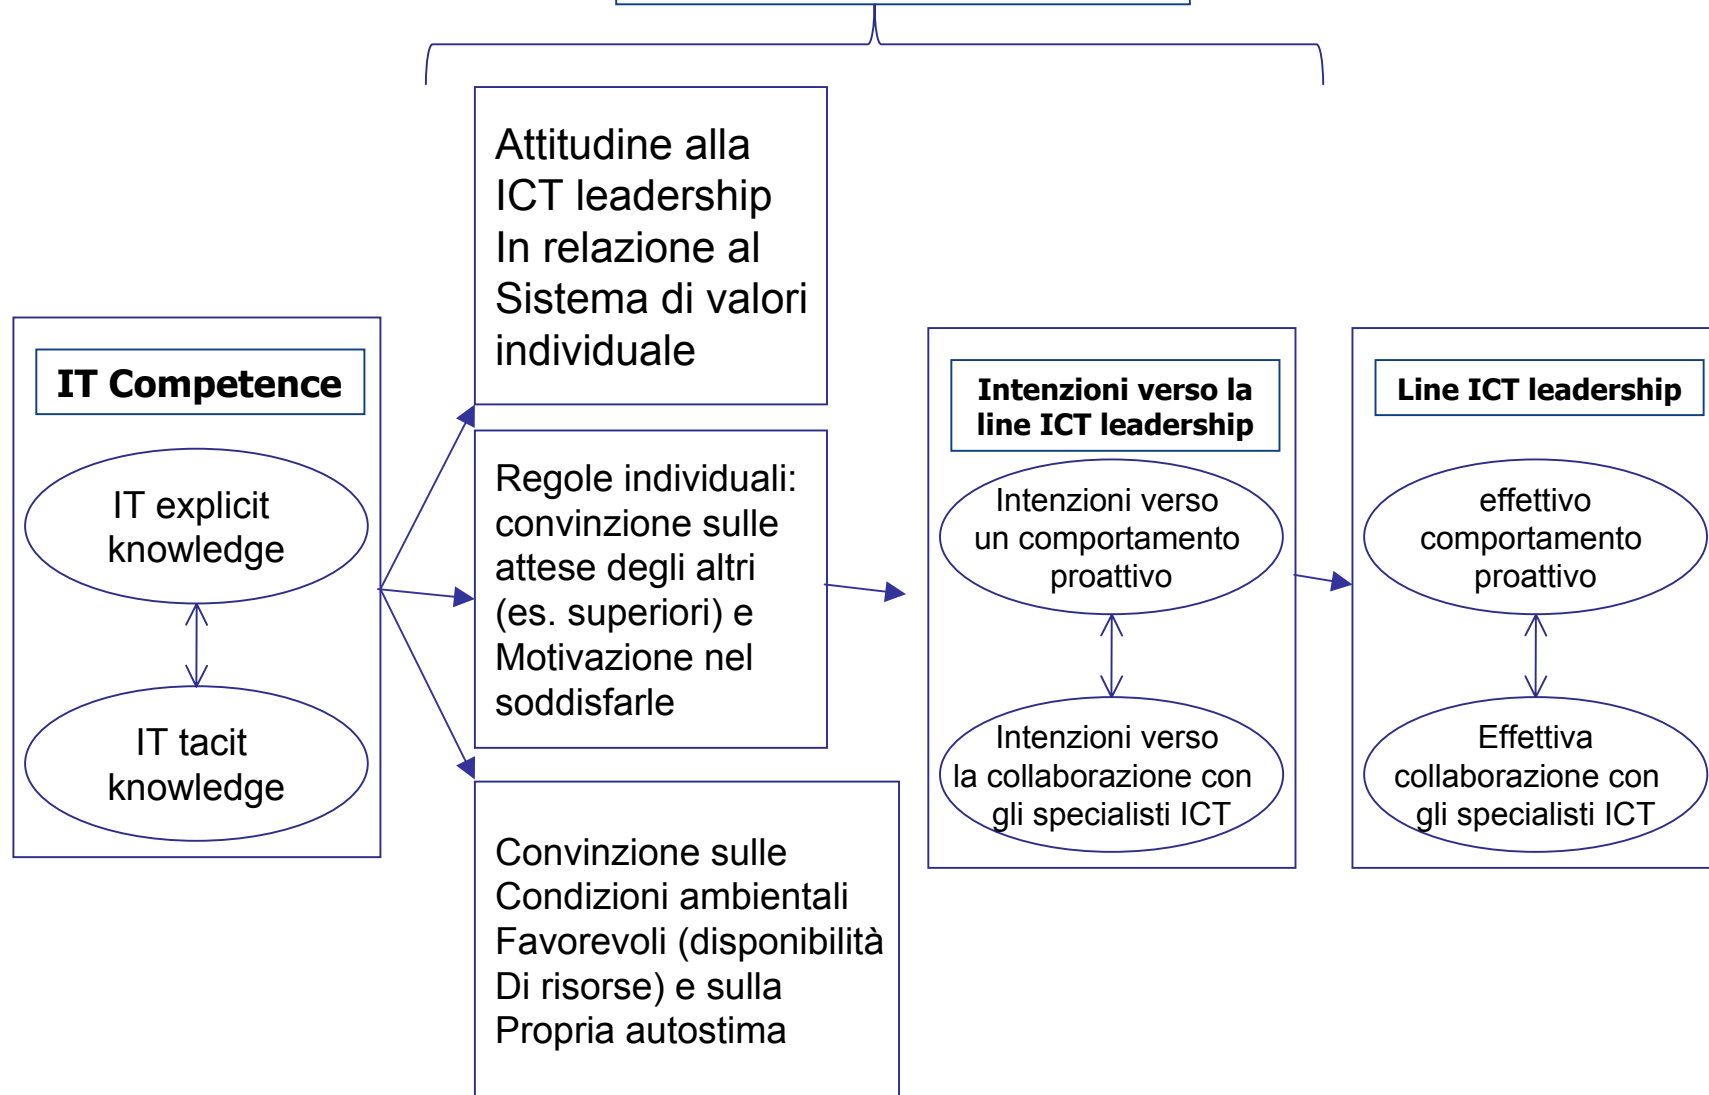 IT Competence
IT explicit
knowledge
IT tacit
knowledge
Attitudine alla
ICT leadership
In relazione al
Sistema di valori
individuale
Regole individuali:
convinzione sulle
attese degli altri
(es. superiori) e
Motivazione nel
soddisfarle
Convinzione sulle
Condizioni ambientali
Favorevoli (disponibilità
Di risorse) e sulla
Propria autostima
Intenzioni verso la
line ICT leadership
Intenzioni verso
un comportamento
proattivo
Intenzioni verso
la collaborazione con
gli specialisti ICT
Line ICT leadership
effettivo
comportamento
proattivo
Effettiva
collaborazione con
gli specialisti ICT